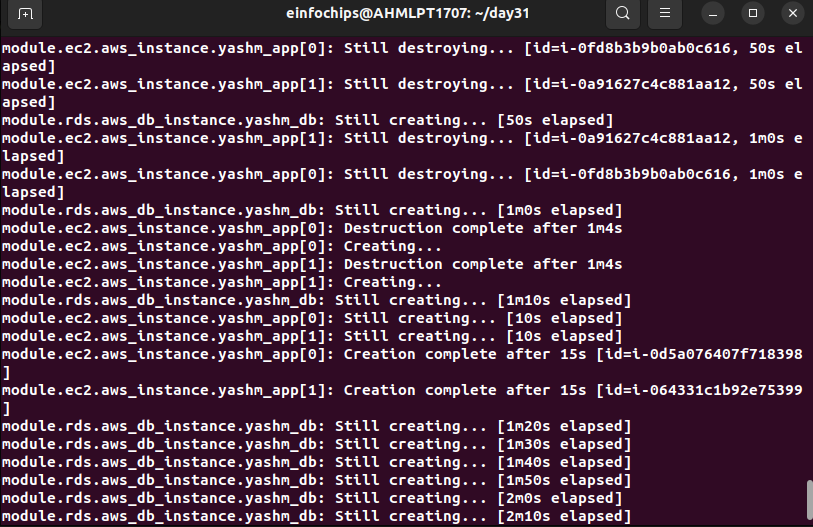 einfochips@AHMLPT1707: ~/day31
module.ec2.aws_instance.yashm_app[0]: Still destroying... [id=i-0fd8b3b9b0ab0c616, 50s el
apsed]
module.ec2.aws_instance.yashm_app[1]: Still destroying... [id=i-0a91627c4c881aa12, 50s el
apsed]
module.rds.aws_db_instance.yashm_db: Still creating... [50s elapsed]
module.ec2.aws_instance.yashm_app[1]: Still destroying... [id=i-0a91627c4c881aa12, 1m0s e
lapsed]
module.ec2.aws_instance.yashm_app[0]: Still destroying... [id=i-0fd8b3b9b0ab0c616, 1m0s e
lapsed]
module.rds.aws_db_instance.yashm_db: Still creating... [1m0s elapsed]
module.ec2.aws_instance.yashm_app[0]: Destruction complete after 1m4s
module.ec2.aws_instance.yashm_app[0]: Creating...
module.ec2.aws_instance.yashm_app[1]: Destruction complete after 1m4s
module.ec2.aws_instance.yashm_app[1]: Creating...
module.rds.aws_db_instance.yashm_db: Still creating... [1m10s elapsed]
module.ec2.aws_instance.yashm_app[0]: Still creating... [10s elapsed]
module.ec2.aws_instance.yashm_app[1]: Still creating... [10s elapsed]
module.ec2.aws_instance.yashm_app[0]: Creation complete after 15s [id=i-0d5a076407f718398
]
module.ec2.aws_instance.yashm_app[1]: Creation complete after 15s [id=i-064331c1b92e75399
]
module.rds.aws_db_instance.yashm_db: Still creating... [1m20s elapsed]
module.rds.aws_db_instance.yashm_db: Still creating... [1m30s elapsed]
module.rds.aws_db_instance.yashm_db: Still creating... [1m40s elapsed]
module.rds.aws_db_instance.yashm_db: Still creating... [1m50s elapsed]
module.rds.aws_db_instance.yashm_db: Still creating... [2m0s elapsed]
module.rds.aws_db_instance.yashm_db: Still creating... [2m10s elapsed]